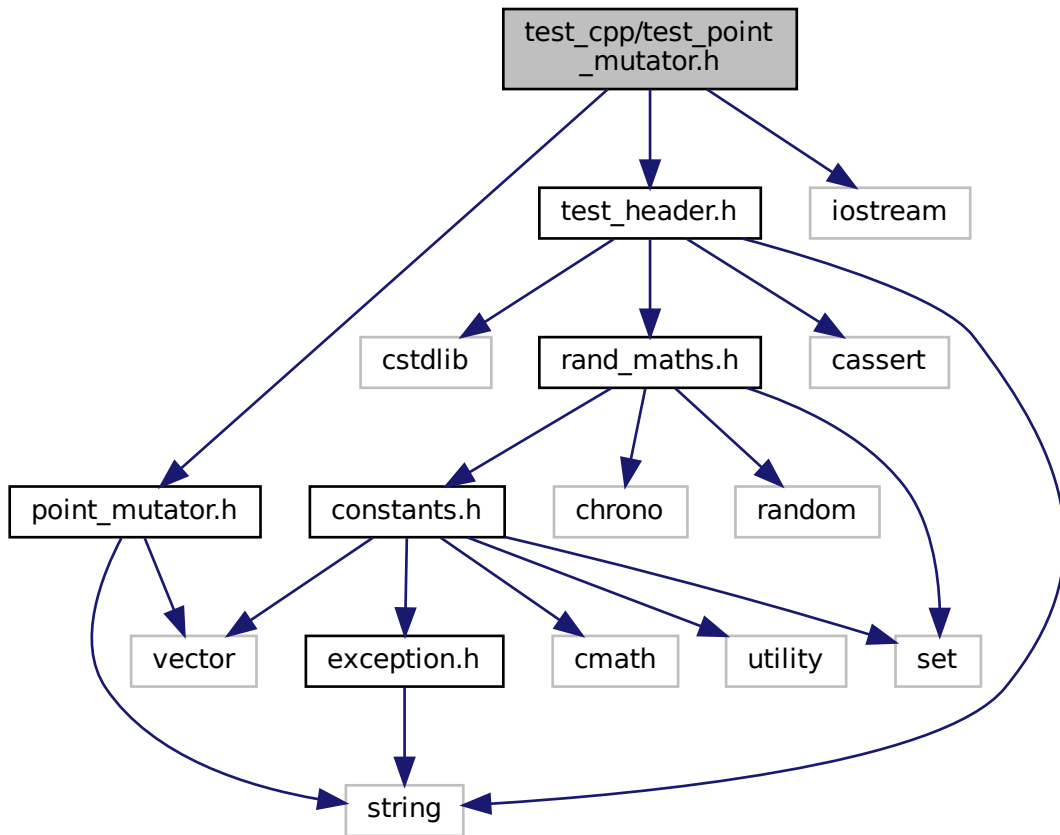 test_cpp/test_point
_mutator.h
test_header.h
iostream
cstdlib
rand_maths.h
cassert
point_mutator.h
constants.h
chrono
random
vector
exception.h
cmath
utility
set
string